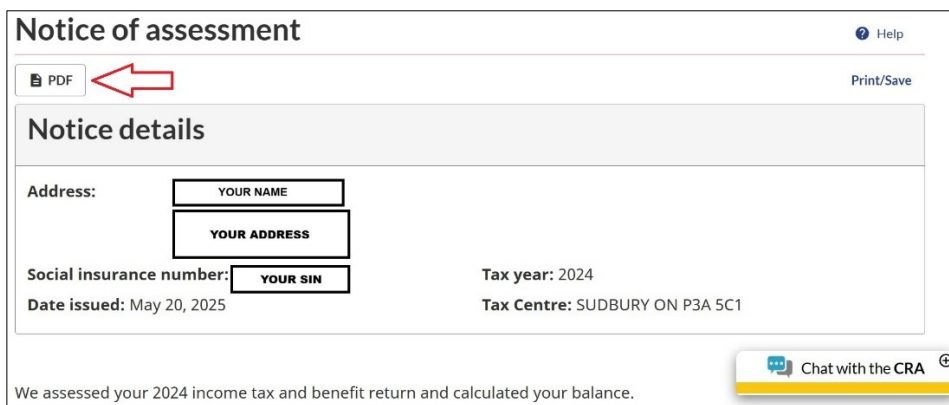 Notice of assessment
Help
PDF
Print/Save
Notice details
Address:
YOUR NAME
YOUR ADDRESS
Social insurance number: YOUR SIN
Tax year: 2024
Date issued: May 20, 2025
Tax Centre: SUDBURY ON P3A 5C1
Chat with the CRA
We assessed your 2024 income tax and benefit return and calculated your balance.